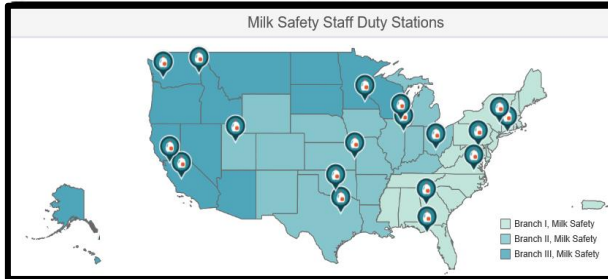 Milk Safety Staff Duty Stations
Branch I, Milk Safety
Branch II, Milk Safety
Branch III, Milk Safety